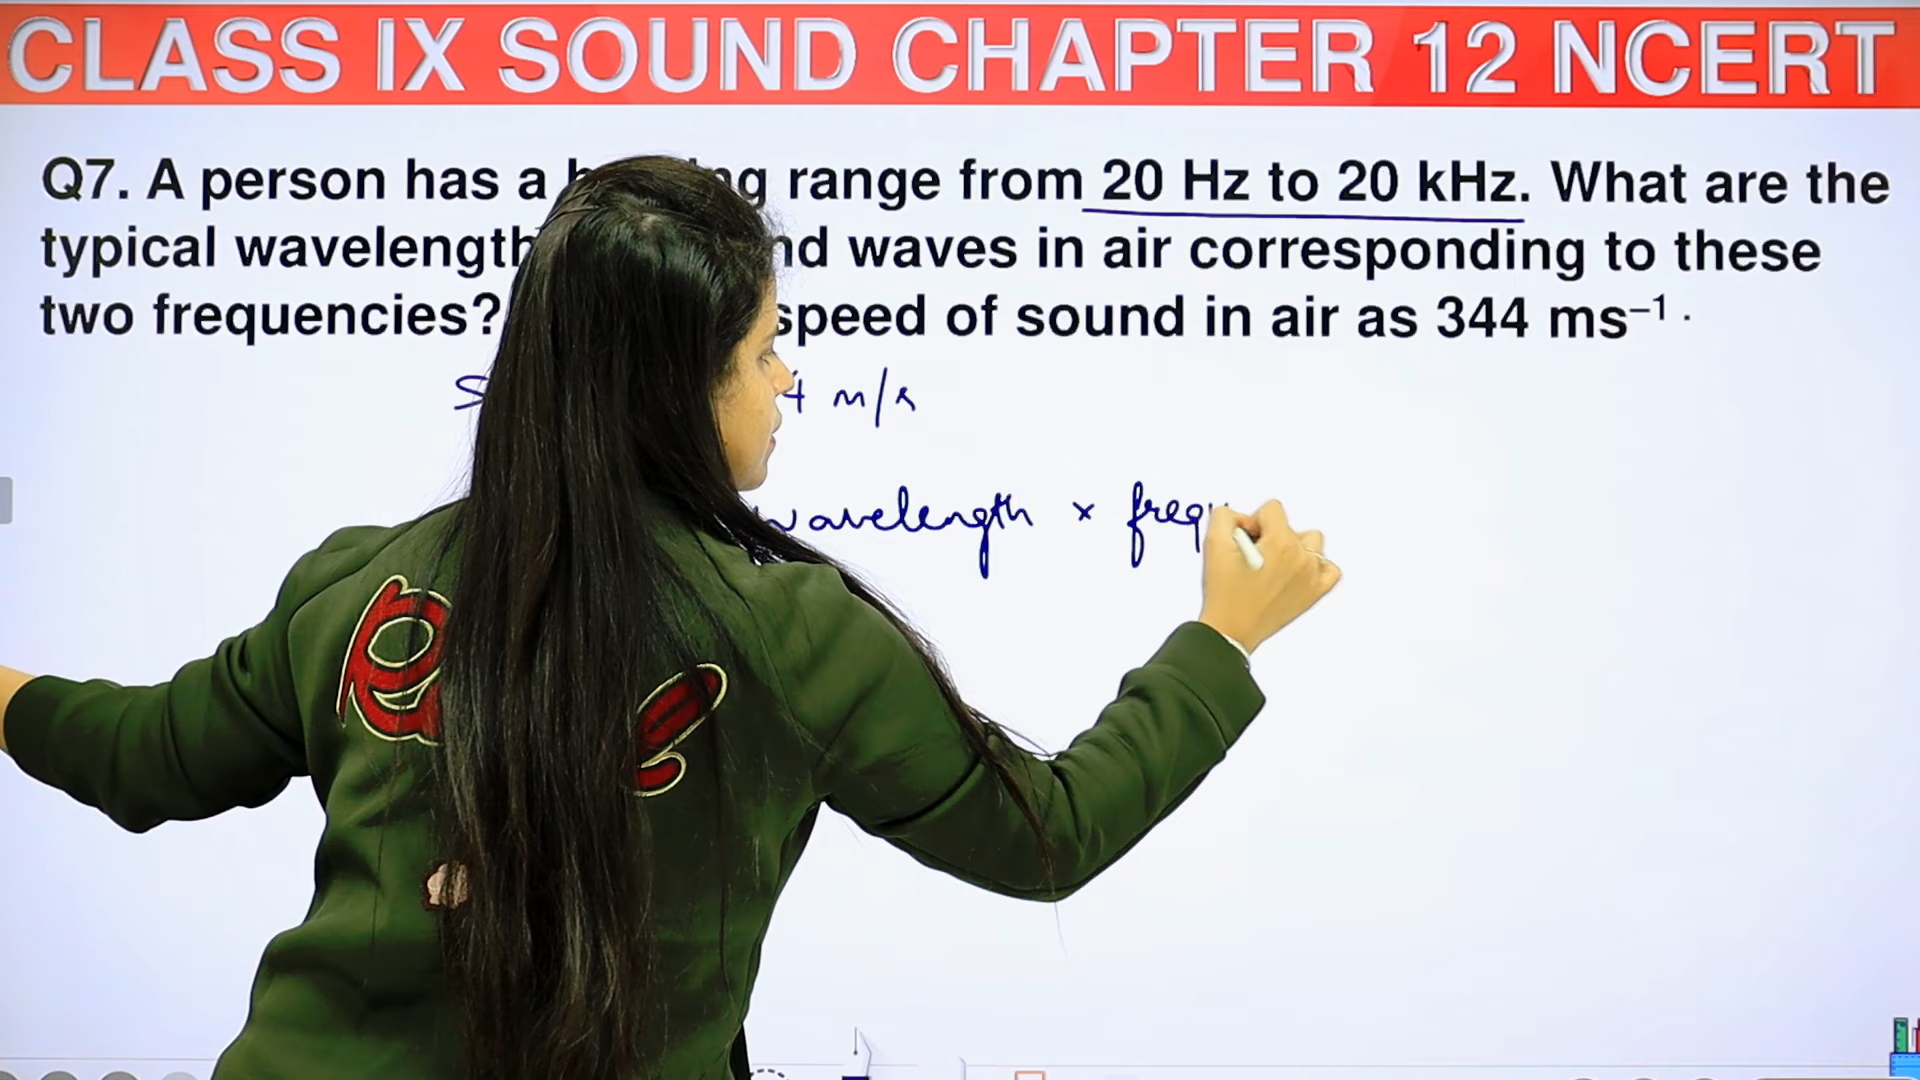 CLASS IX SOUND CHAPTER 12 NCERT
Q7. A person has a range from 20 Hz to 20 kHz. What are the
typical wavelength waves in air corresponding to these
two frequencies? speed of sound in air as 344 ms⁻¹.
m/s
wavelength × frequ